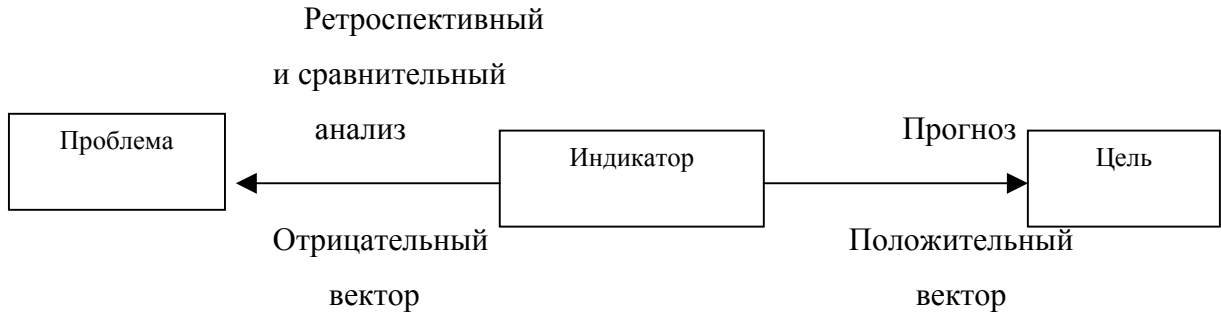 Ретроспективный
и сравнительный
анализ
Проблема
Индикатор
Прогноз
Цель
Отрицательный
вектор
Положительный
вектор